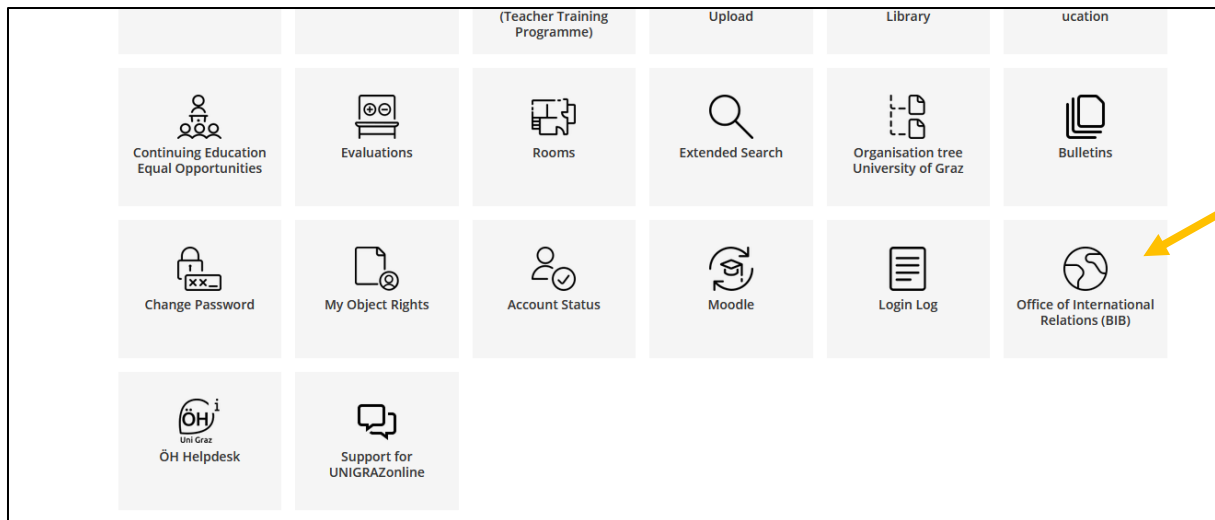 (Teacher Training
Programme)
Upload
Library
ucation
Continuing Education
Equal Opportunities
Evaluations
Rooms
Extended Search
Organisation tree
University of Graz
Bulletins
xx_
Change Password
My Object Rights
Account Status
Moodle
Login Log
Office of International
Relations (BIB)
ÖH i
Uni Graz
ÖH Helpdesk
Support for
UNIGRAZonline